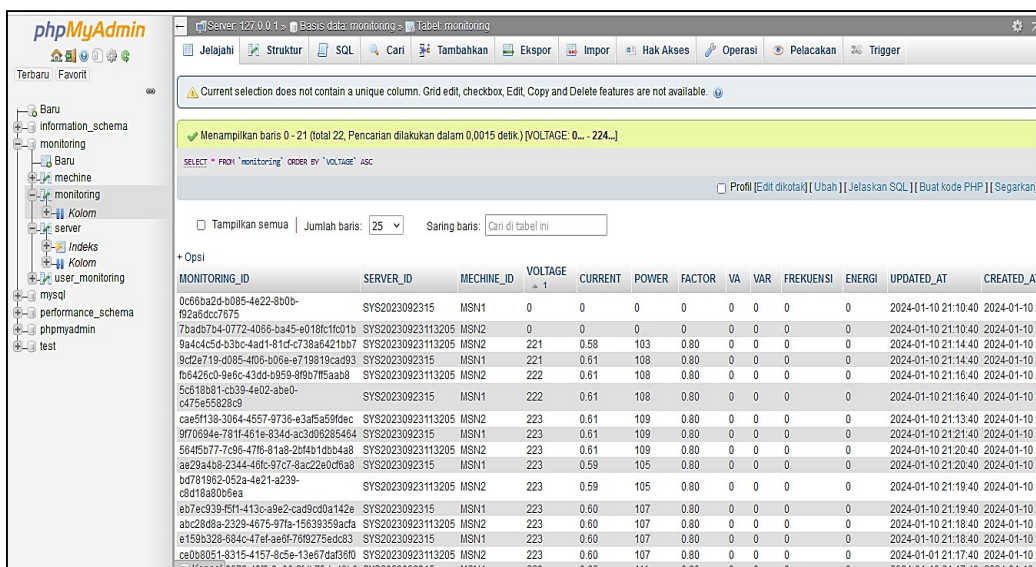 phpMyAdmin
Terbaru Favorit
Baru
information_schema
monitoring
Baru
mechine
monitoring
Kolom
server
Indeks
Kolom
user_monitoring
mysql
performance_schema
phpmyadmin
test
Server: 127.0.0.1 » Basis data: monitoring » Tabel: monitoring
Jelajahi Struktur SQL Cari Tambahkan Ekspor Impor Hak Akses Operasi Pelacakan Trigger
Current selection does not contain a unique column. Grid edit, checkbox, Edit, Copy and Delete features are not available.
Menampilkan baris 0 - 21 (total 22, Pencarian dilakukan dalam 0,0015 detik.) [VOLTAGE: 0... - 224...]
SELECT * FROM `monitoring` ORDER BY `VOLTAGE` ASC
Profil [Edit dikotak] [ Ubah ] [ Jelaskan SQL ] [ Buat kode PHP ] [ Segarkan]
Tampilkan semua Jumlah baris: 25 Saring baris: Cari di tabel ini
+ Opsi
MONITORING_ID SERVER_ID MECHINE_ID VOLTAGE 1 CURRENT POWER FACTOR VA VAR FREKUENSI ENERGI UPDATED_AT CREATED_AT
0c66ba2d-b085-4e22-8b0b-f92a6dcc7675 SYS2023092315 MSN1 0 0 0 0 0 0 0 0 2024-01-10 21:10:40 2024-01-10
7badb7b4-0772-4066-ba45-e018fc1fc01b SYS20230923113205 MSN2 0 0 0 0 0 0 0 0 2024-01-10 21:10:40 2024-01-10
9a4c4c5d-b3bc-4ad1-81cf-c738a6421bb7 SYS20230923113205 MSN2 221 0.58 103 0.80 0 0 0 0 2024-01-10 21:14:40 2024-01-10
9cf2e719-d085-4f06-b06e-e719819cad93 SYS2023092315 MSN1 221 0.61 108 0.80 0 0 0 0 2024-01-10 21:14:40 2024-01-10
fb6426c0-9e6c-43dd-b959-8f9b7ff5aab8 SYS20230923113205 MSN2 222 0.61 108 0.80 0 0 0 0 2024-01-10 21:16:40 2024-01-10
5c618b81-cb39-4e02-abe0-c475e55828c9 SYS2023092315 MSN1 222 0.61 108 0.80 0 0 0 0 2024-01-10 21:16:40 2024-01-10
cae5f138-3064-4557-9736-e3af5a59fdec SYS20230923113205 MSN2 223 0.61 109 0.80 0 0 0 0 2024-01-10 21:13:40 2024-01-10
9f70694e-781f-461e-834d-ac3d06285464 SYS2023092315 MSN1 223 0.61 109 0.80 0 0 0 0 2024-01-10 21:21:40 2024-01-10
564f5b77-7c96-47f6-81a8-2bf4b1dbb4a8 SYS20230923113205 MSN2 223 0.61 109 0.80 0 0 0 0 2024-01-10 21:20:40 2024-01-10
ae29a4b8-2344-46fc-97c7-8ac22e0cf6a8 SYS2023092315 MSN1 223 0.59 105 0.80 0 0 0 0 2024-01-10 21:20:40 2024-01-10
bd781962-052a-4e21-a239-c8d18a80b6ea SYS20230923113205 MSN2 223 0.59 105 0.80 0 0 0 0 2024-01-10 21:19:40 2024-01-10
eb7ec939-f5f1-413c-a9e2-cad9cd0a142e SYS2023092315 MSN1 223 0.60 107 0.80 0 0 0 0 2024-01-10 21:19:40 2024-01-10
abc28d8a-2329-4675-97fa-15639359acfa SYS20230923113205 MSN2 223 0.60 107 0.80 0 0 0 0 2024-01-10 21:18:40 2024-01-10
e159b328-684c-47ef-ae6f-76f9275edc83 SYS2023092315 MSN1 223 0.60 107 0.80 0 0 0 0 2024-01-10 21:18:40 2024-01-10
ce0b8051-8315-4157-8c5e-13e67daf36f0 SYS20230923113205 MSN2 223 0.60 107 0.80 0 0 0 0 2024-01-01 21:17:40 2024-01-10